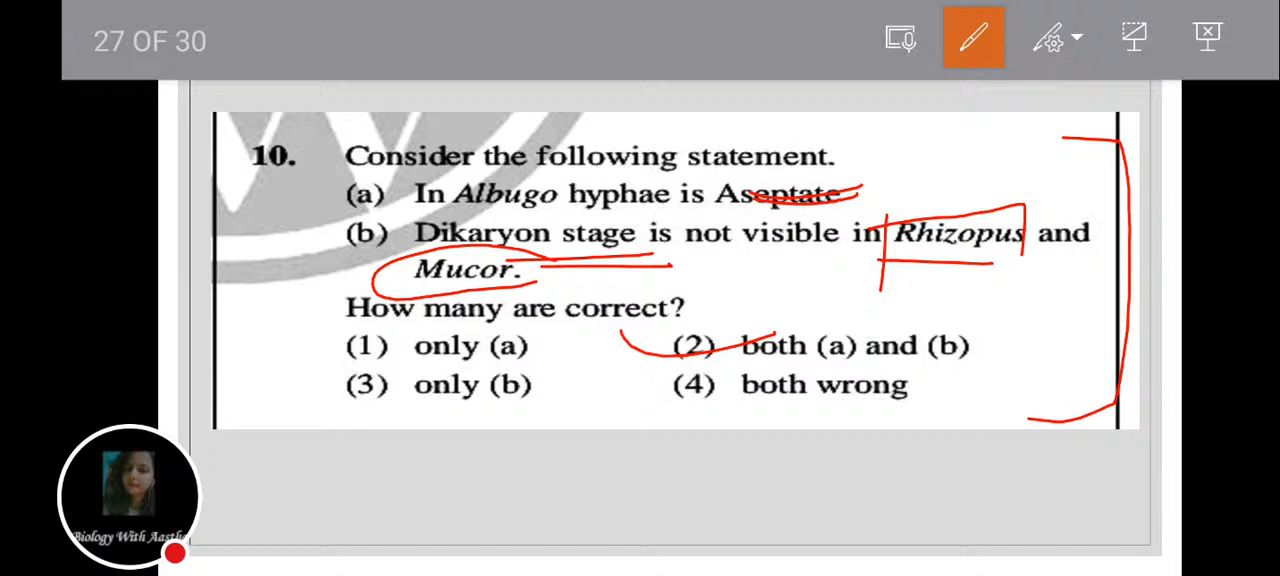 27 OF 30
10. Consider the following statement.
(a) In Albugo hyphae is Aseptate
(b) Dikaryon stage is not visible in Rhizopus and
Mucor.
How many are correct?
(1) only (a) (2) both (a) and (b)
(3) only (b) (4) both wrong
Biology With Aastha